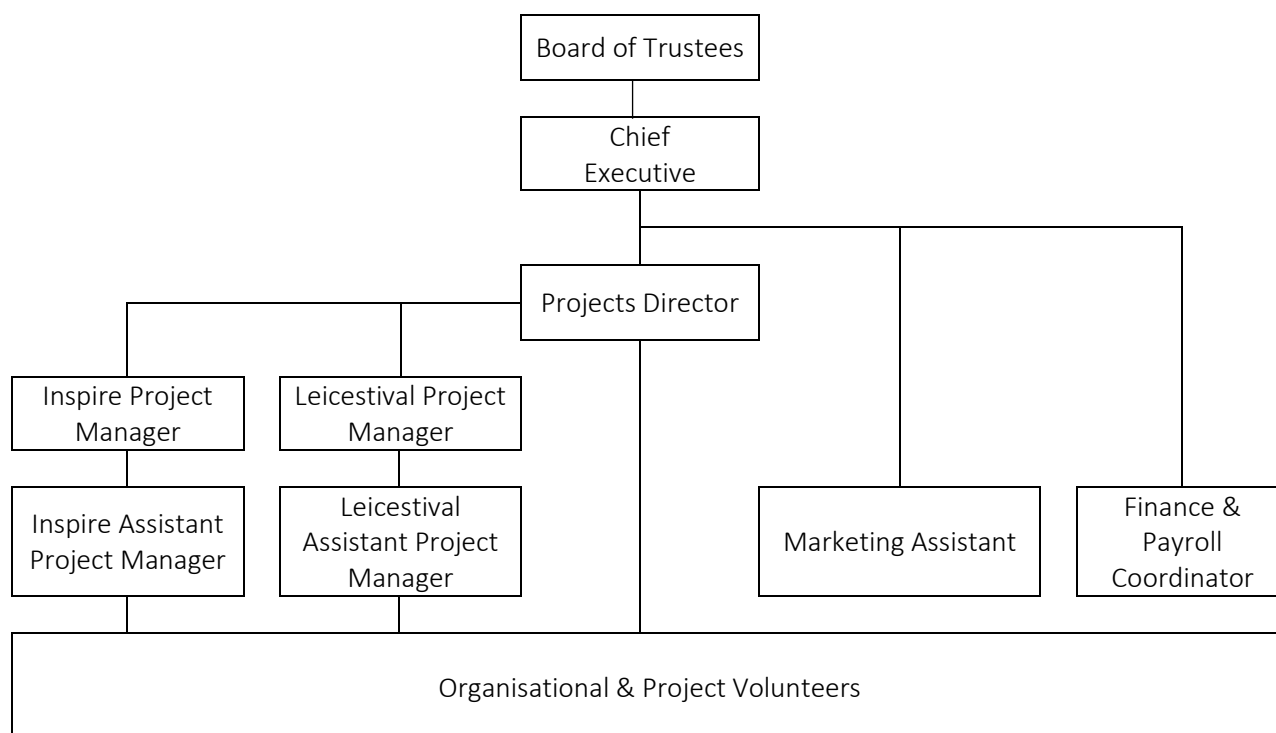 Board of Trustees
Chief
Executive
Projects Director
Inspire Project
Manager
Leicestival Project
Manager
Inspire Assistant
Project Manager
Leicestival
Assistant Project
Manager
Marketing Assistant
Finance &
Payroll
Coordinator
Organisational & Project Volunteers